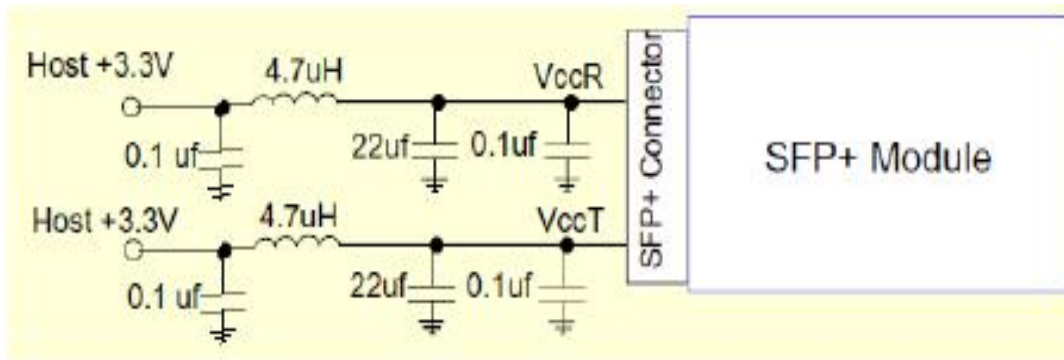 Host +3.3V
4.7uH
VccR
0.1 uf
22uf
0.1uf
Host +3.3V
4.7uH
VccT
0.1 uf
22uf
0.1uf
SFP+ Connector
SFP+ Module